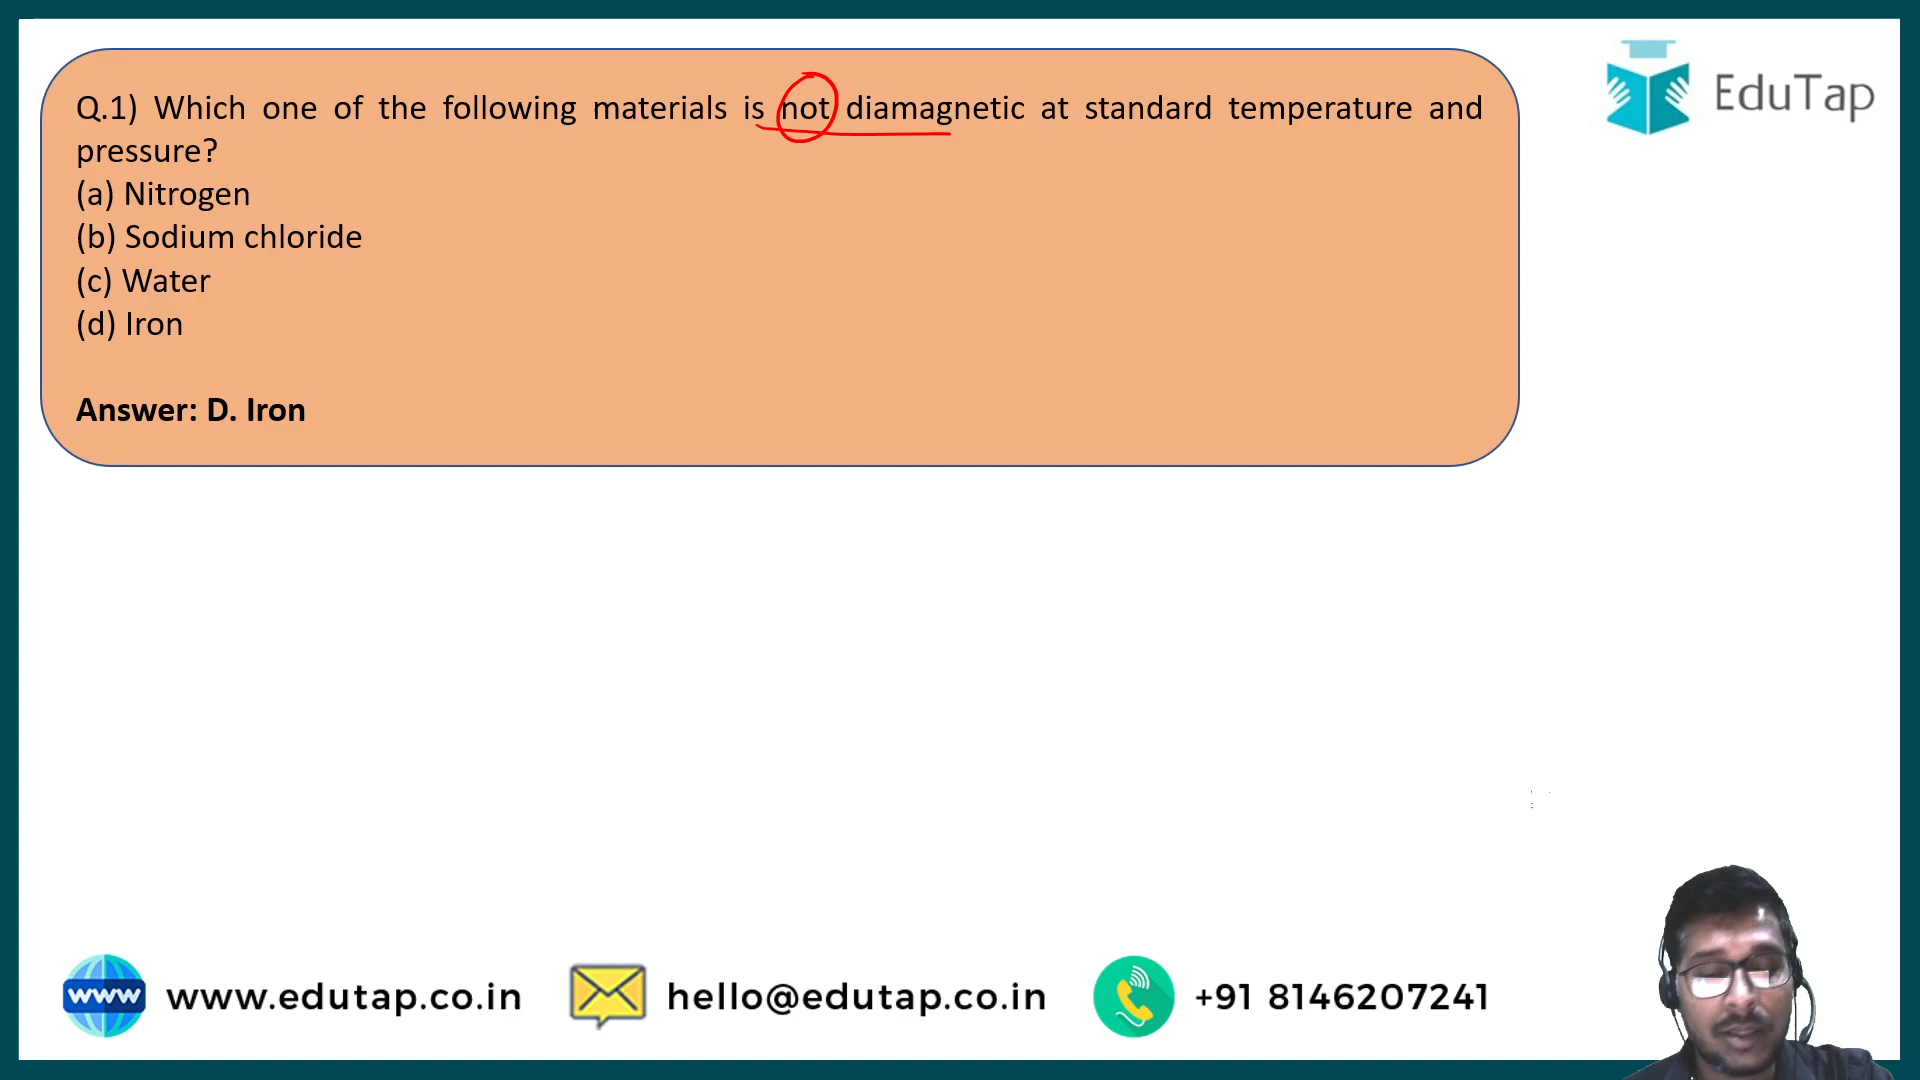 Q.1) Which one of the following materials is not diamagnetic at standard temperature and
pressure?
(a) Nitrogen
(b) Sodium chloride
(c) Water
(d) Iron
Answer: D. Iron
EduTap
www
www.edutap.co.in
hello@edutap.co.in
+91 8146207241